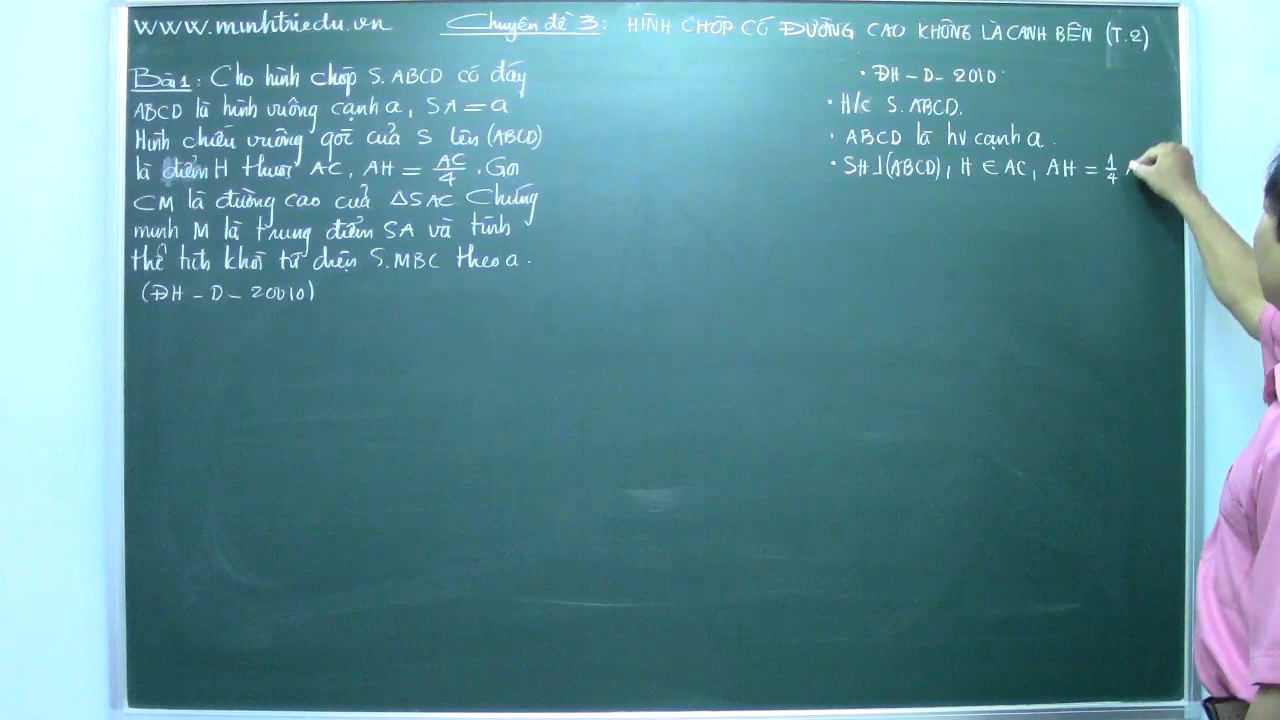 www.minhtriedu.vn
Chuyên đề 3: HÌNH CHÓP CÓ ĐƯỜNG CAO KHÔNG LÀ CẠNH BÊN (T.2)
Bài 1: Cho hình chóp S.ABCD có đáy
ABCD là hình vuông cạnh a, SA = a
Hình chiếu vuông góc của S lên (ABCD)
là điểm H thuộc AC, AH = AC/4. Gọi
CM là đường cao của ΔSAC Chứng
minh M là trung điểm SA và tính
thể tích khối tứ diện S.MBC theo a.
(ĐH - D - 20010)
• ĐH - D - 2010
• H/c S.ABCD.
• ABCD là hv cạnh a.
• SH⊥(ABCD), H ∈ AC, AH = 1/4